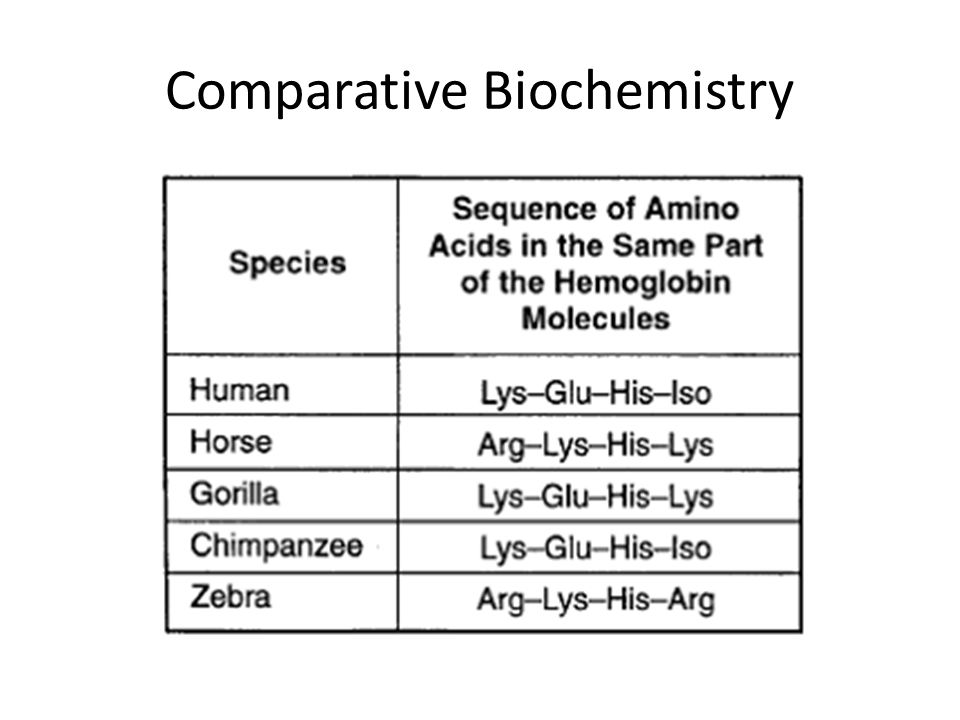 Comparative Biochemistry
Species
Sequence of Amino
Acids in the Same Part
of the Hemoglobin
Molecules
Human
Lys–Glu–His–Iso
Horse
Arg–Lys–His–Lys
Gorilla
Lys–Glu–His–Lys
Chimpanzee
Lys–Glu–His–Iso
Zebra
Arg–Lys–His–Arg